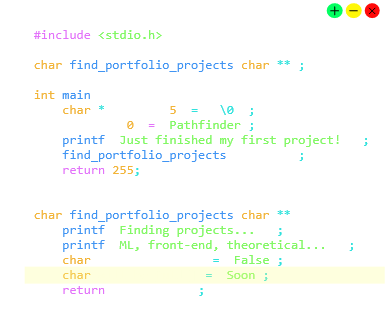 #include <stdio.h>
char find_portfolio_projects char ** ;
int main
char * 5 = \0 ;
0 = Pathfinder ;
printf Just finished my first project! ;
find_portfolio_projects ;
return 255;
char find_portfolio_projects char **
printf Finding projects... ;
printf ML, front-end, theoretical... ;
char = False ;
char = Soon ;
return ;